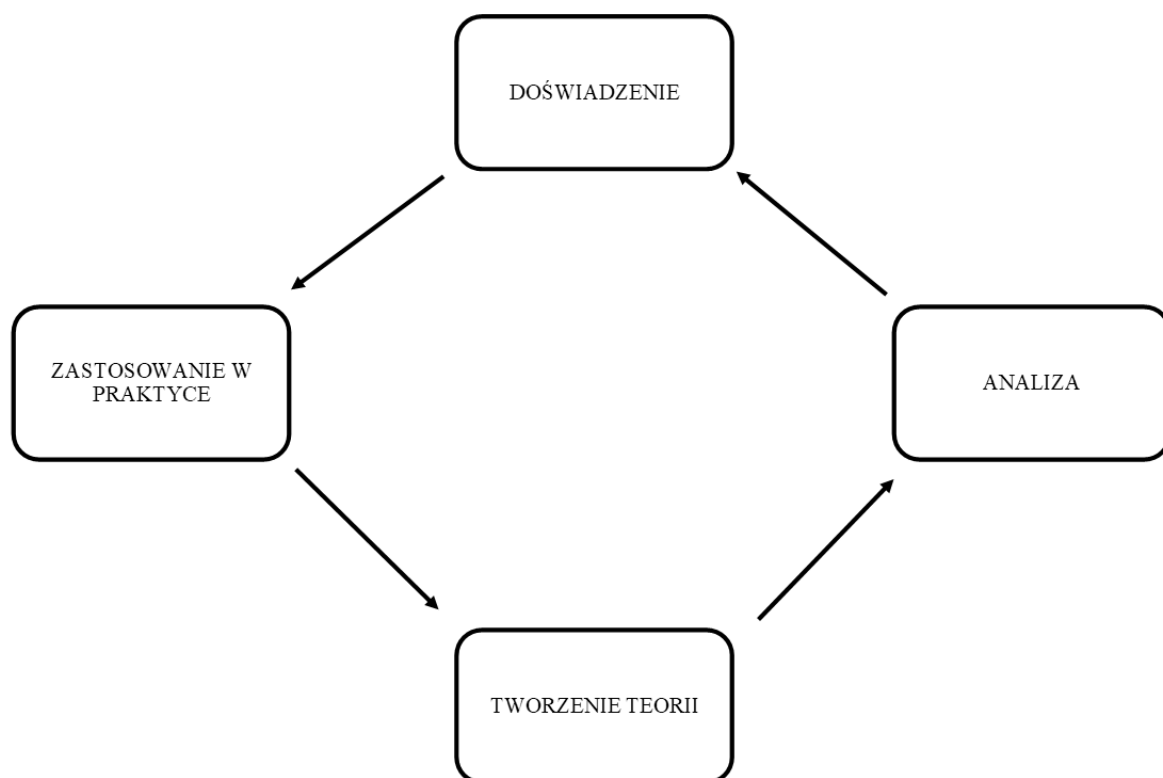 DOŚWIADZENIE
ZASTOSOWANIE W
PRAKTYCE
ANALIZA
TWORZENIE TEORII